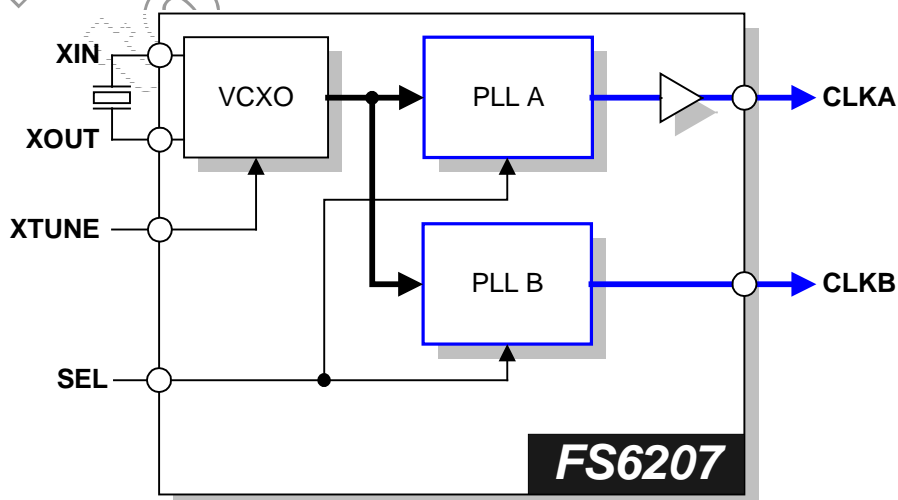 XIN
VCXO
PLL A
CLKA
XOUT
XTUNE
PLL B
CLKB
SEL
FS6207